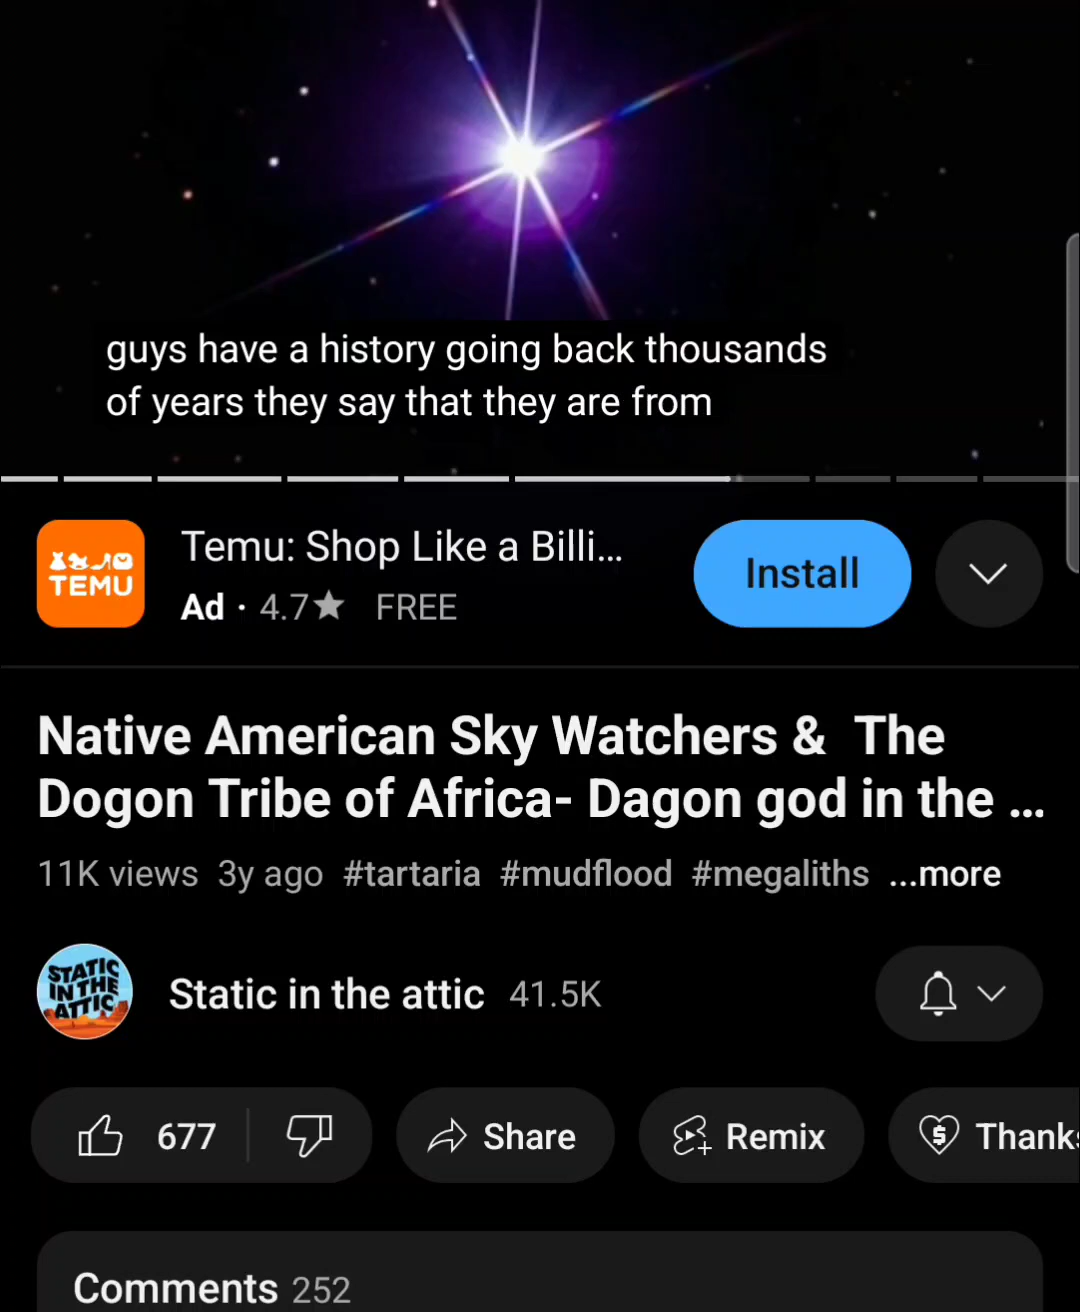 guys have a history going back thousands
of years they say that they are from
TEMU
Temu: Shop Like a Billi...
Install
Ad · 4.7★ FREE
Native American Sky Watchers & The
Dogon Tribe of Africa- Dagon god in the ...
11K views 3y ago #tartaria #mudflood #megaliths ...more
STATIC
IN THE
ATTIC
Static in the attic 41.5K
677
Share
Remix
Thanks
Comments 252